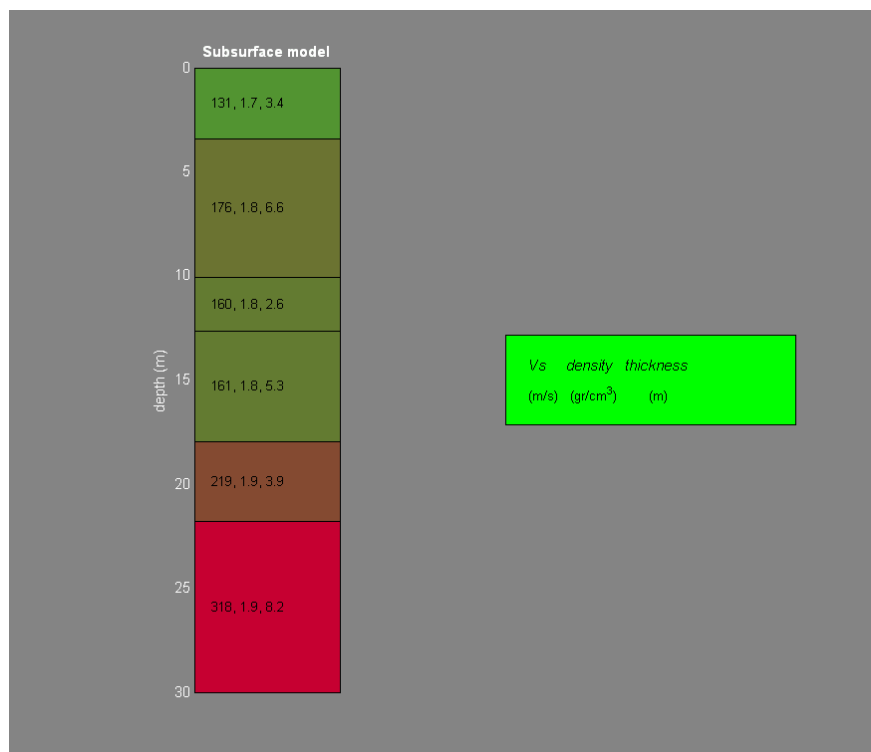 Subsurface model
0
131, 1.7, 3.4
5
176, 1.8, 6.6
10
160, 1.8, 2.6
depth (m)
15
161, 1.8, 5.3
20
219, 1.9, 3.9
25
318, 1.9, 8.2
30
Vs density thickness
(m/s) (gr/cm³) (m)